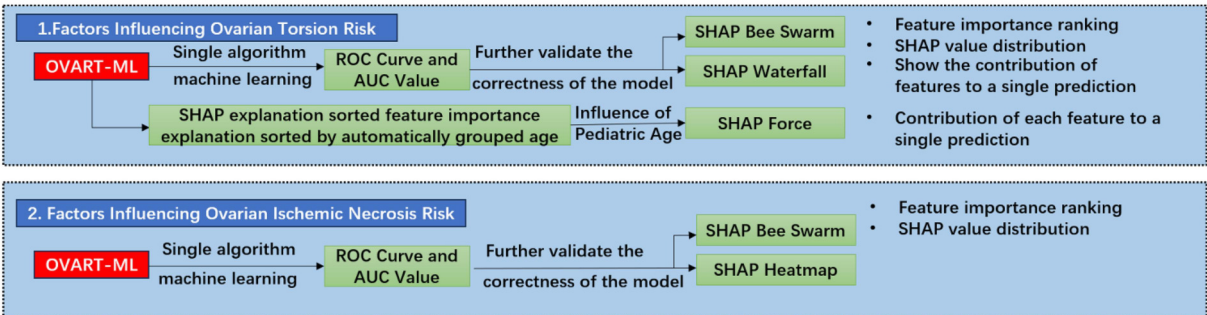 1.Factors Influencing Ovarian Torsion Risk
OVART-ML
Single algorithm
machine learning
ROC Curve and
AUC Value
Further validate the
correctness of the model
SHAP Bee Swarm
SHAP Waterfall
• Feature importance ranking
• SHAP value distribution
• Show the contribution of
features to a single prediction
SHAP explanation sorted feature importance
explanation sorted by automatically grouped age
Influence of
Pediatric Age
SHAP Force
• Contribution of each feature to a
single prediction
2. Factors Influencing Ovarian Ischemic Necrosis Risk
OVART-ML
Single algorithm
machine learning
ROC Curve and
AUC Value
Further validate the
correctness of the model
SHAP Bee Swarm
SHAP Heatmap
• Feature importance ranking
• SHAP value distribution